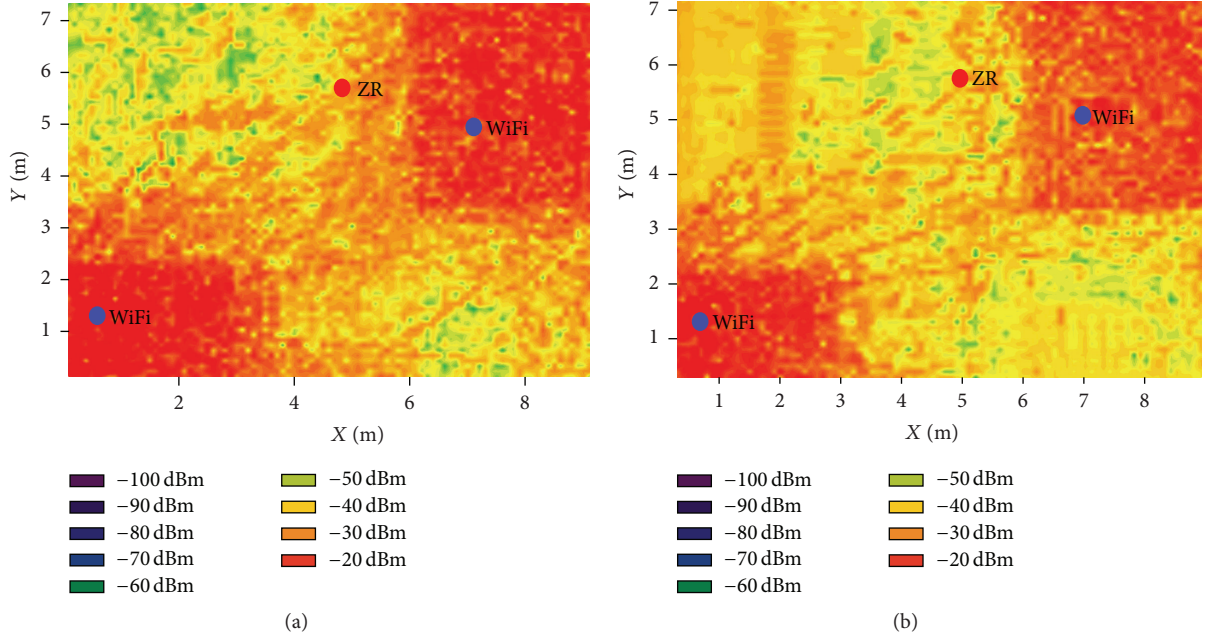 7
6
5
4
3
2
1
Y (m)
ZR
WiFi
WiFi
2
4
6
8
X (m)
−100 dBm
−90 dBm
−80 dBm
−70 dBm
−60 dBm
−50 dBm
−40 dBm
−30 dBm
−20 dBm
(a)
7
6
5
4
3
2
1
Y (m)
ZR
WiFi
WiFi
1
2
3
4
5
6
7
8
X (m)
−100 dBm
−90 dBm
−80 dBm
−70 dBm
−60 dBm
−50 dBm
−40 dBm
−30 dBm
−20 dBm
(b)